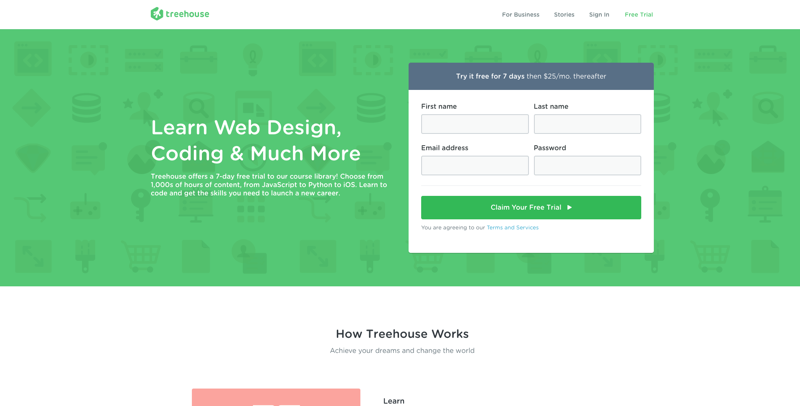 treehouse
For Business
Stories
Sign In
Free Trial
Learn Web Design,
Coding & Much More
Treehouse offers a 7-day free trial to our course library! Choose from
1,000s of hours of content, from JavaScript to Python to iOS. Learn to
code and get the skills you need to launch a new career.
Try it free for 7 days then $25/mo. thereafter
First name
Last name
Email address
Password
Claim Your Free Trial
You are agreeing to our Terms and Services
How Treehouse Works
Achieve your dreams and change the world
Learn